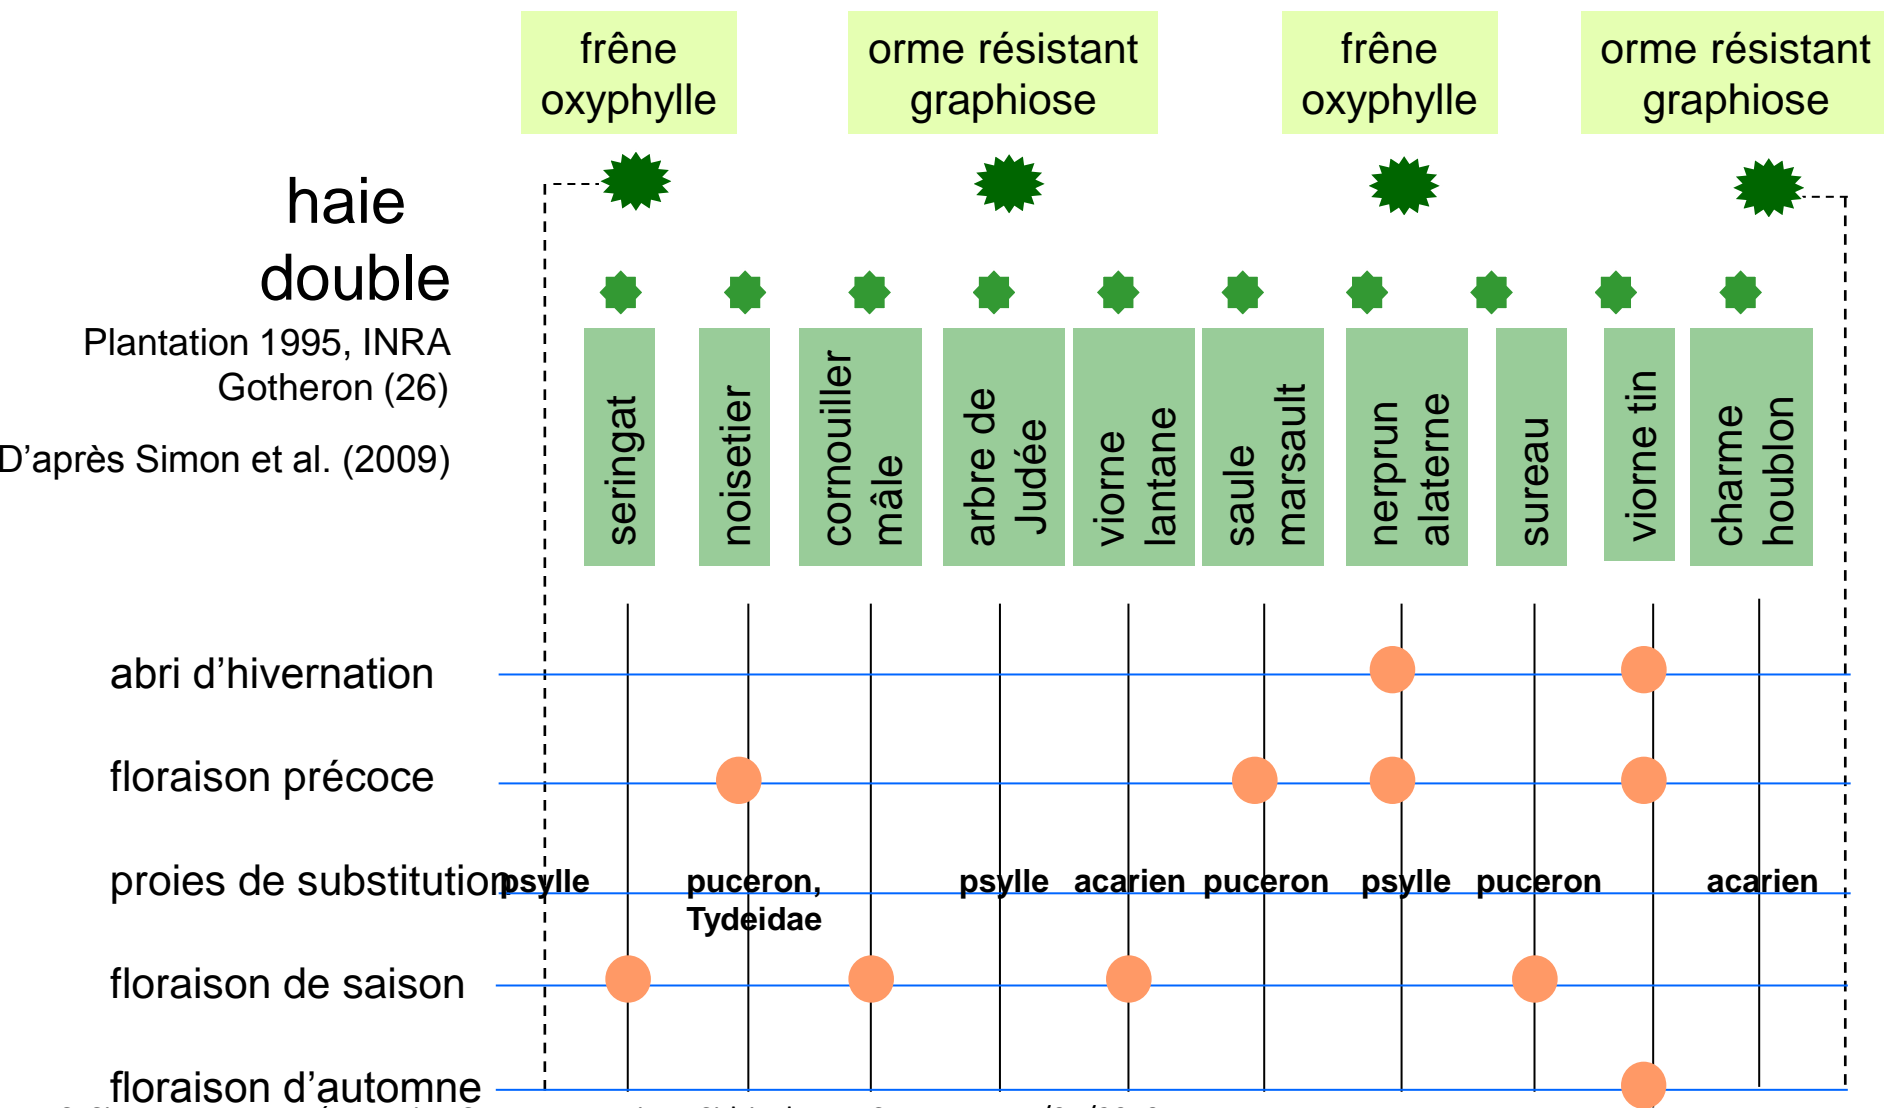 frêne
oxyphylle
orme résistant
graphiose
frêne
oxyphylle
orme résistant
graphiose
haie
double
Plantation 1995, INRA
Gotheron (26)
D'après Simon et al. (2009)
seringat
noisetier
cornouiller
mâle
arbre de
Judée
viorne
lantane
saule
marsault
nerprun
alaterne
sureau
viorne tin
charme
houblon
abri d'hivernation
floraison précoce
proies de substitution
psylle
puceron,
Tydeidae
psylle
acarien
puceron
psylle
puceron
acarien
floraison de saison
floraison d'automne